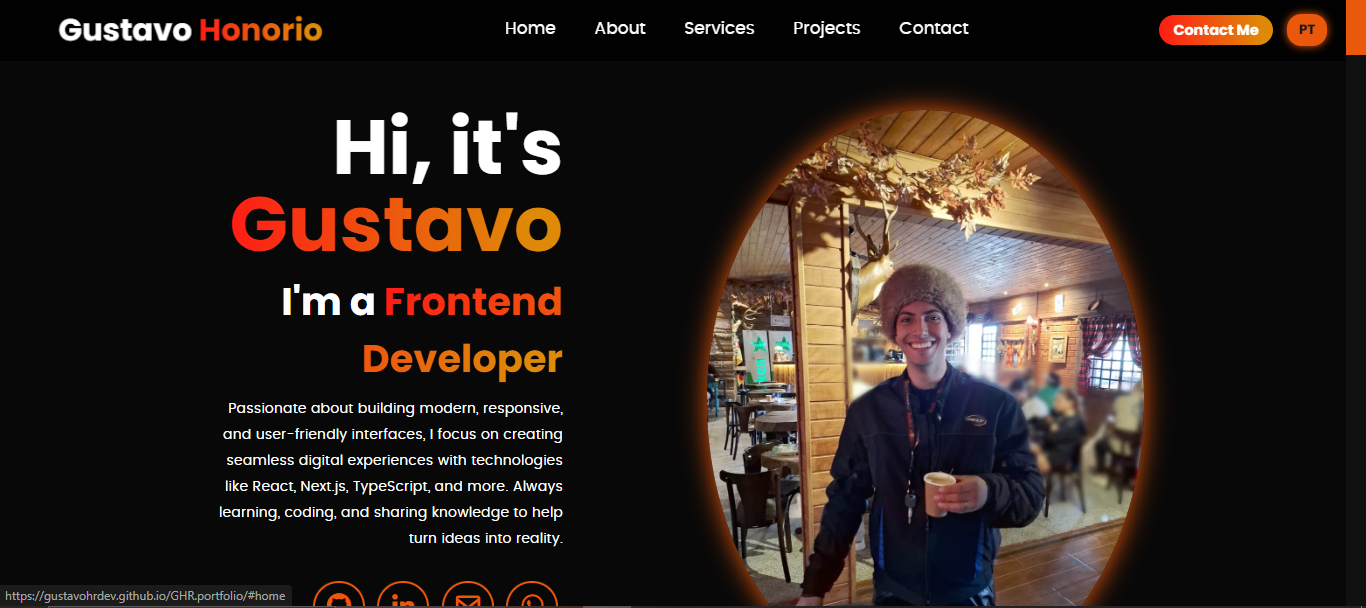 Gustavo Honorio
Home
About
Services
Projects
Contact
Contact Me
PT
Hi, it's
Gustavo
I'm a Frontend
Developer
Passionate about building modern, responsive,
and user-friendly interfaces, I focus on creating
seamless digital experiences with technologies
like React, Next.js, TypeScript, and more. Always
learning, coding, and sharing knowledge to help
turn ideas into reality.
in
https://gustavohrdev.github.io/GHR.portfolio/#home